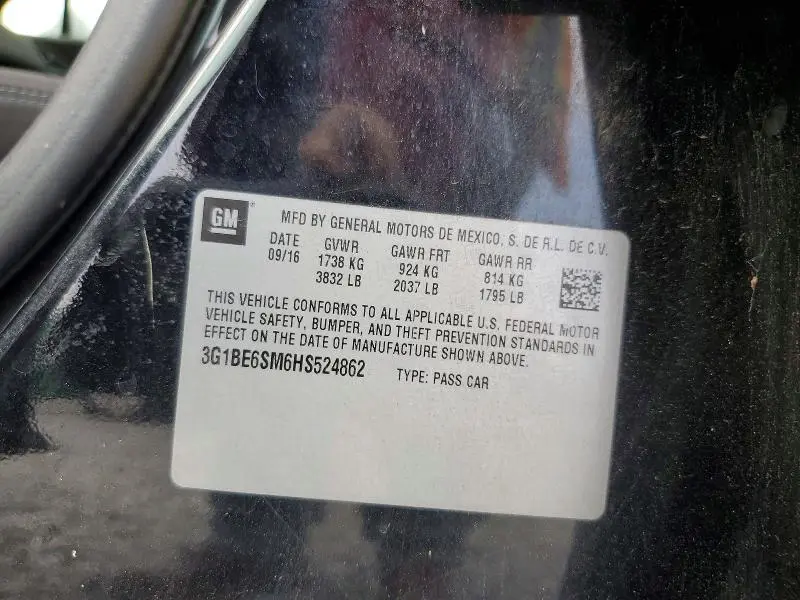 GM ®
MFD BY GENERAL MOTORS DE MEXICO, S. DE R.L. DE C.V.
DATE GVWR GAWR FRT GAWR RR
09/16 1738 KG 924 KG 814 KG
3832 LB 2037 LB 1795 LB
THIS VEHICLE CONFORMS TO ALL APPLICABLE U.S. FEDERAL MOTOR
VEHICLE SAFETY, BUMPER, AND THEFT PREVENTION STANDARDS IN
EFFECT ON THE DATE OF MANUFACTURE SHOWN ABOVE.
3G1BE6SM6HS524862 TYPE: PASS CAR